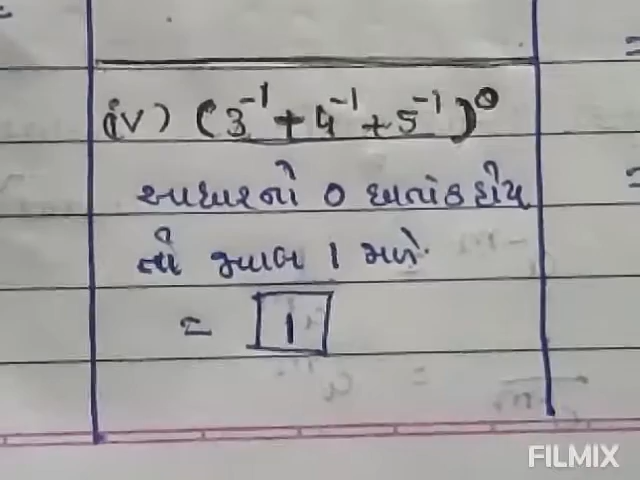 (iv) (3⁻¹ + 4⁻¹ + 5⁻¹)⁰
આધારનો 0 ઘાતાંક હોય
તો જવાબ 1 મળે.
= 1
FILMIX